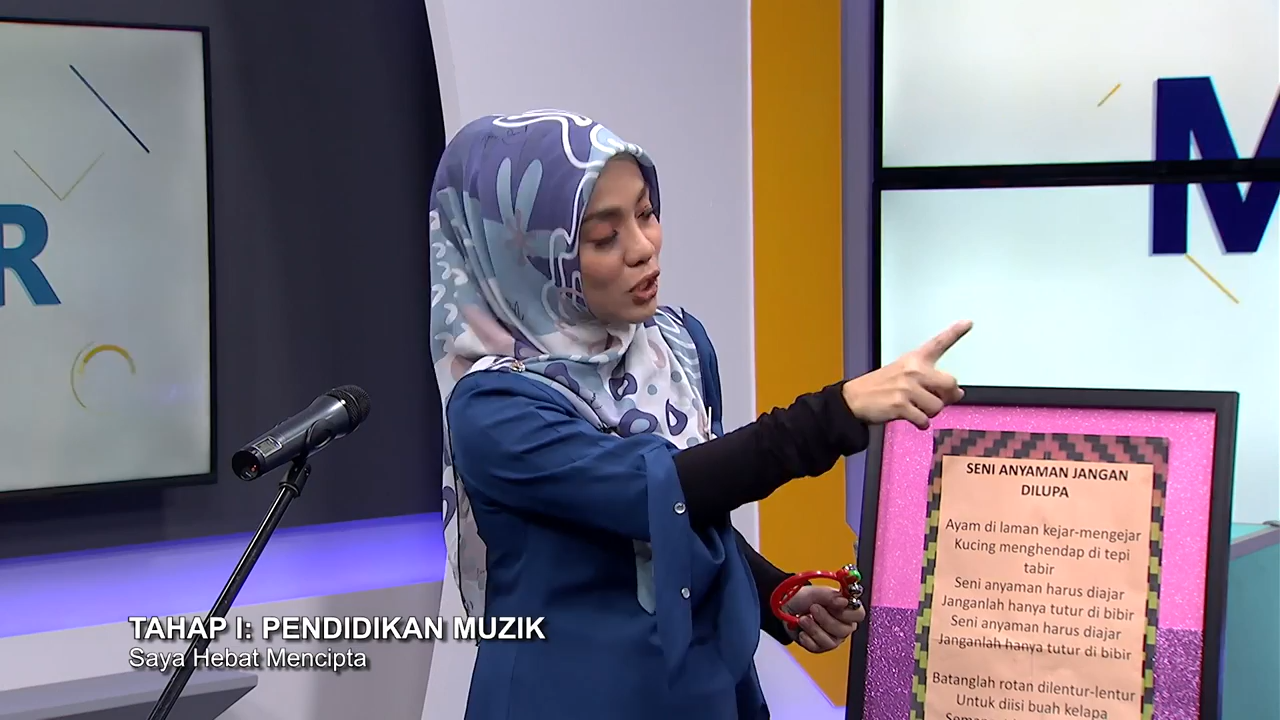 R
M
SENI ANYAMAN JANGAN
DILUPA
Ayam di laman kejar-mengejar
Kucing menghendap di tepi
tabir
Seni anyaman harus diajar
Janganlah hanya tutur di bibir
Seni anyaman harus diajar
Janganlah hanya tutur di bibir
Batanglah rotan dilentur-lentur
Untuk diisi buah kelapa
TAHAP I: PENDIDIKAN MUZIK
Saya Hebat Mencipta